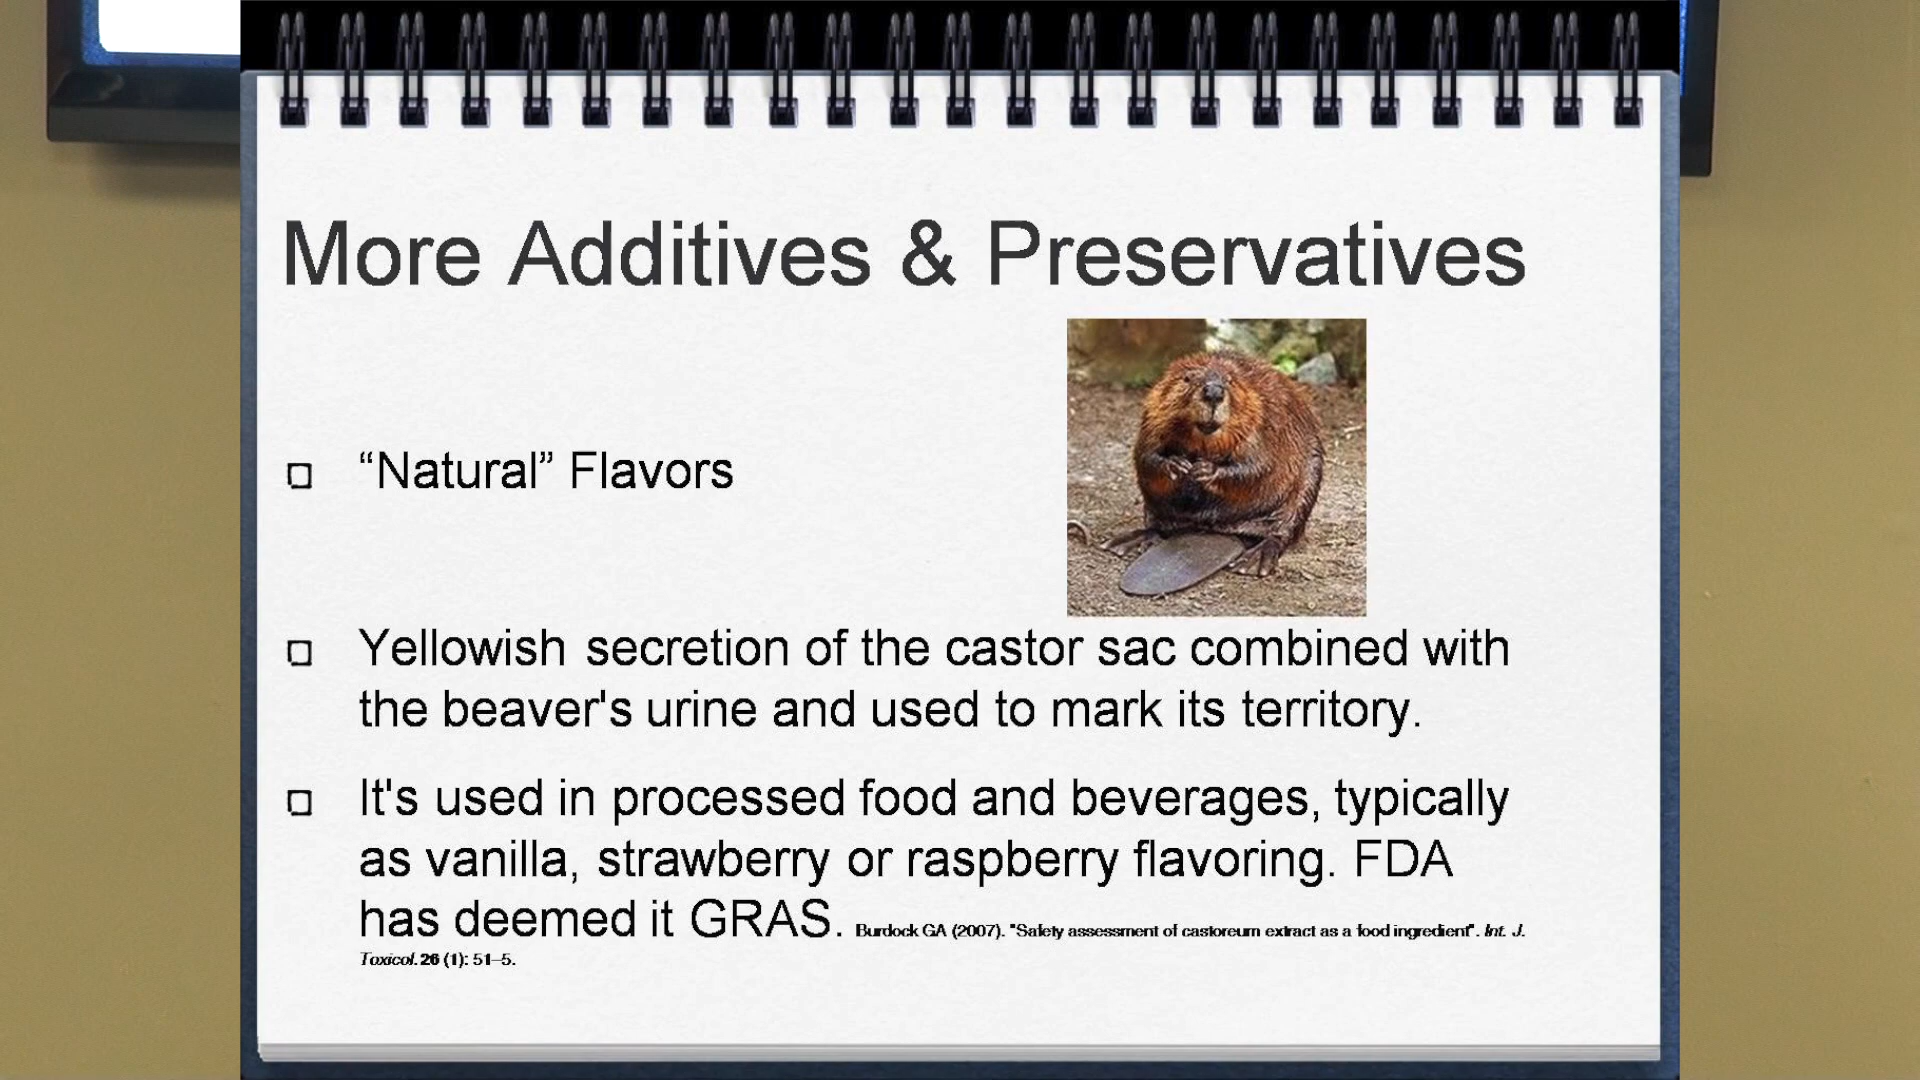 More Additives & Preservatives
“Natural” Flavors
Yellowish secretion of the castor sac combined with
the beaver's urine and used to mark its territory.
It's used in processed food and beverages, typically
as vanilla, strawberry or raspberry flavoring. FDA
has deemed it GRAS. Burdock GA (2007). "Safety assessment of castoreum extract as a food ingredient". Int. J.
Toxicol. 26 (1): 51–5.